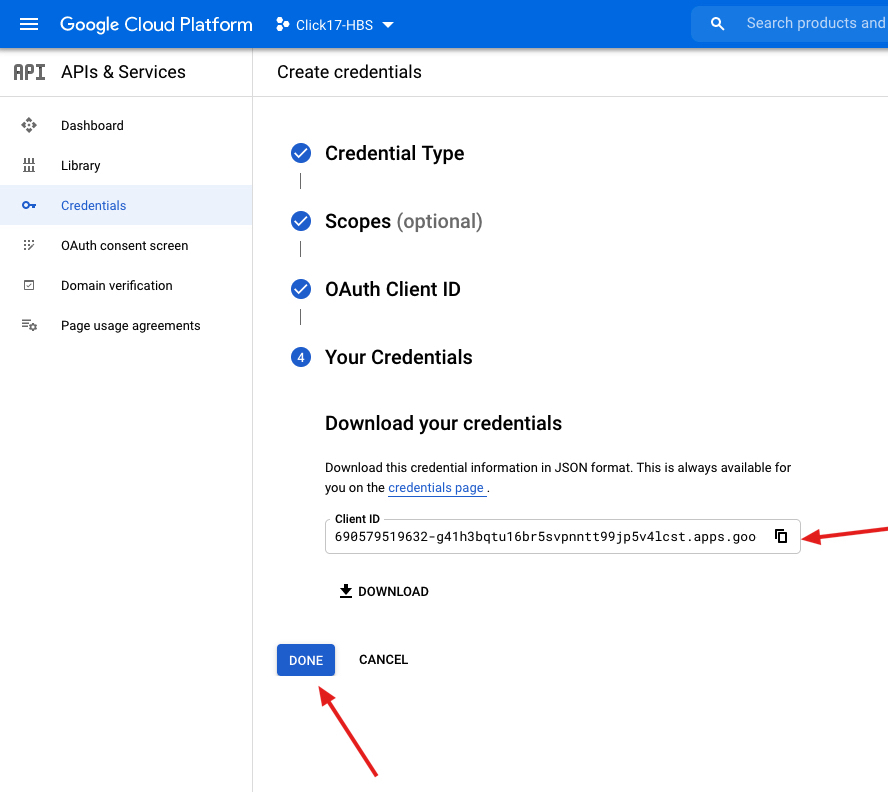 Google Cloud Platform
Click17-HBS
Search products and
API
APIs & Services
Create credentials
Dashboard
Library
Credentials
OAuth consent screen
Domain verification
Page usage agreements
Credential Type
Scopes (optional)
OAuth Client ID
4 Your Credentials
Download your credentials
Download this credential information in JSON format. This is always available for
you on the credentials page .
Client ID
690579519632-g41h3bqtu16br5svpnntt99jp5v4lcst.apps.goo
DOWNLOAD
DONE
CANCEL